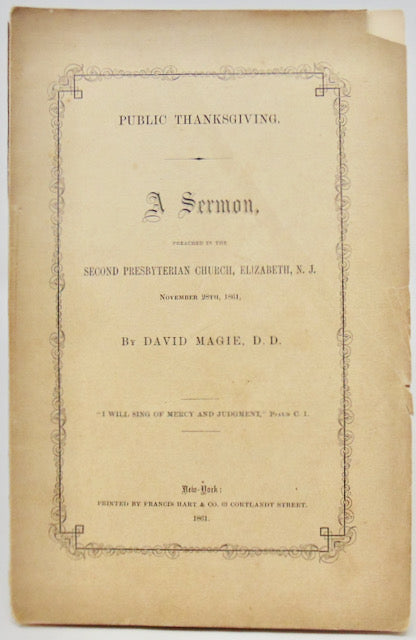 PUBLIC THANKSGIVING.
A Sermon,
PREACHED IN THE
SECOND PRESBYTERIAN CHURCH, ELIZABETH, N. J.
NOVEMBER 28TH, 1861,
BY DAVID MAGIE, D. D.
"I WILL SING OF MERCY AND JUDGMENT," PSALM C. I.
New-York:
PRINTED BY FRANCIS HART & CO. 63 CORTLANDT STREET.
1861.